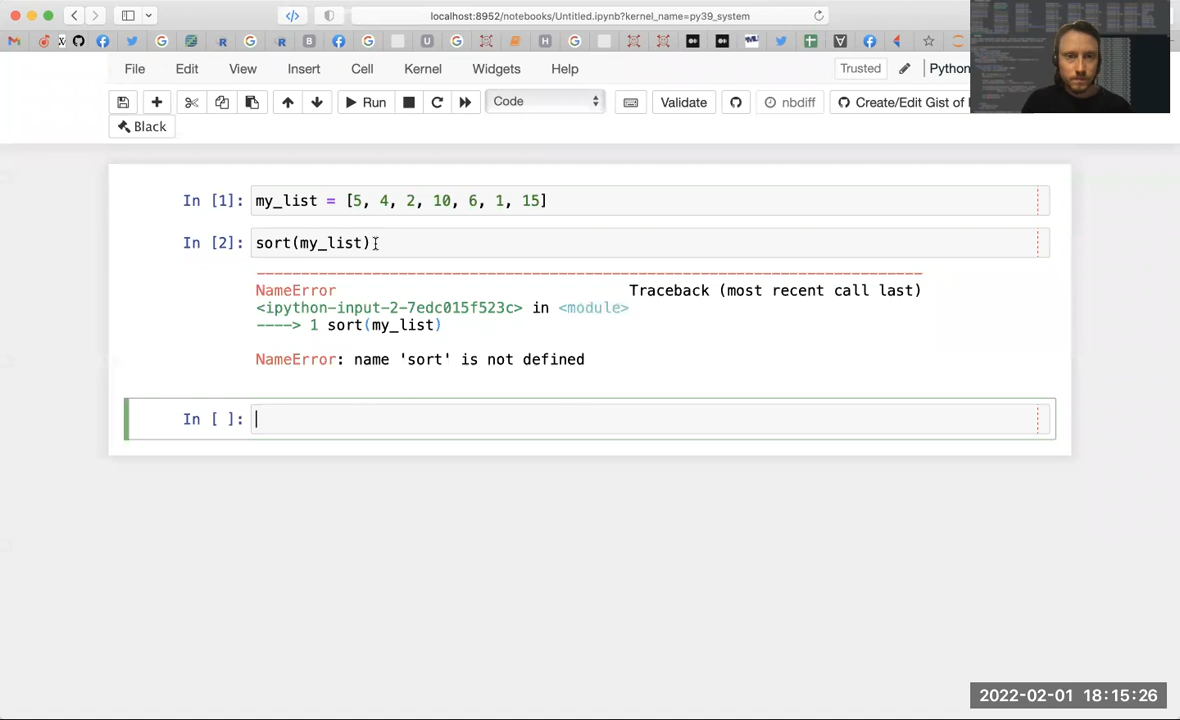 localhost:8952/notebooks/Untitled.ipynb?kernel_name=py39_system
File Edit View Insert Cell Kernel Widgets Help Trusted Python
Run Code Validate nbdiff Create/Edit Gist of
Black
In [1]: my_list = [5, 4, 2, 10, 6, 1, 15]
In [2]: sort(my_list)
---------------------------------------------------------------------------
NameError Traceback (most recent call last)
<ipython-input-2-7edc015f523c> in <module>
----> 1 sort(my_list)
NameError: name 'sort' is not defined
In [ ]:
2022-02-01 18:15:26